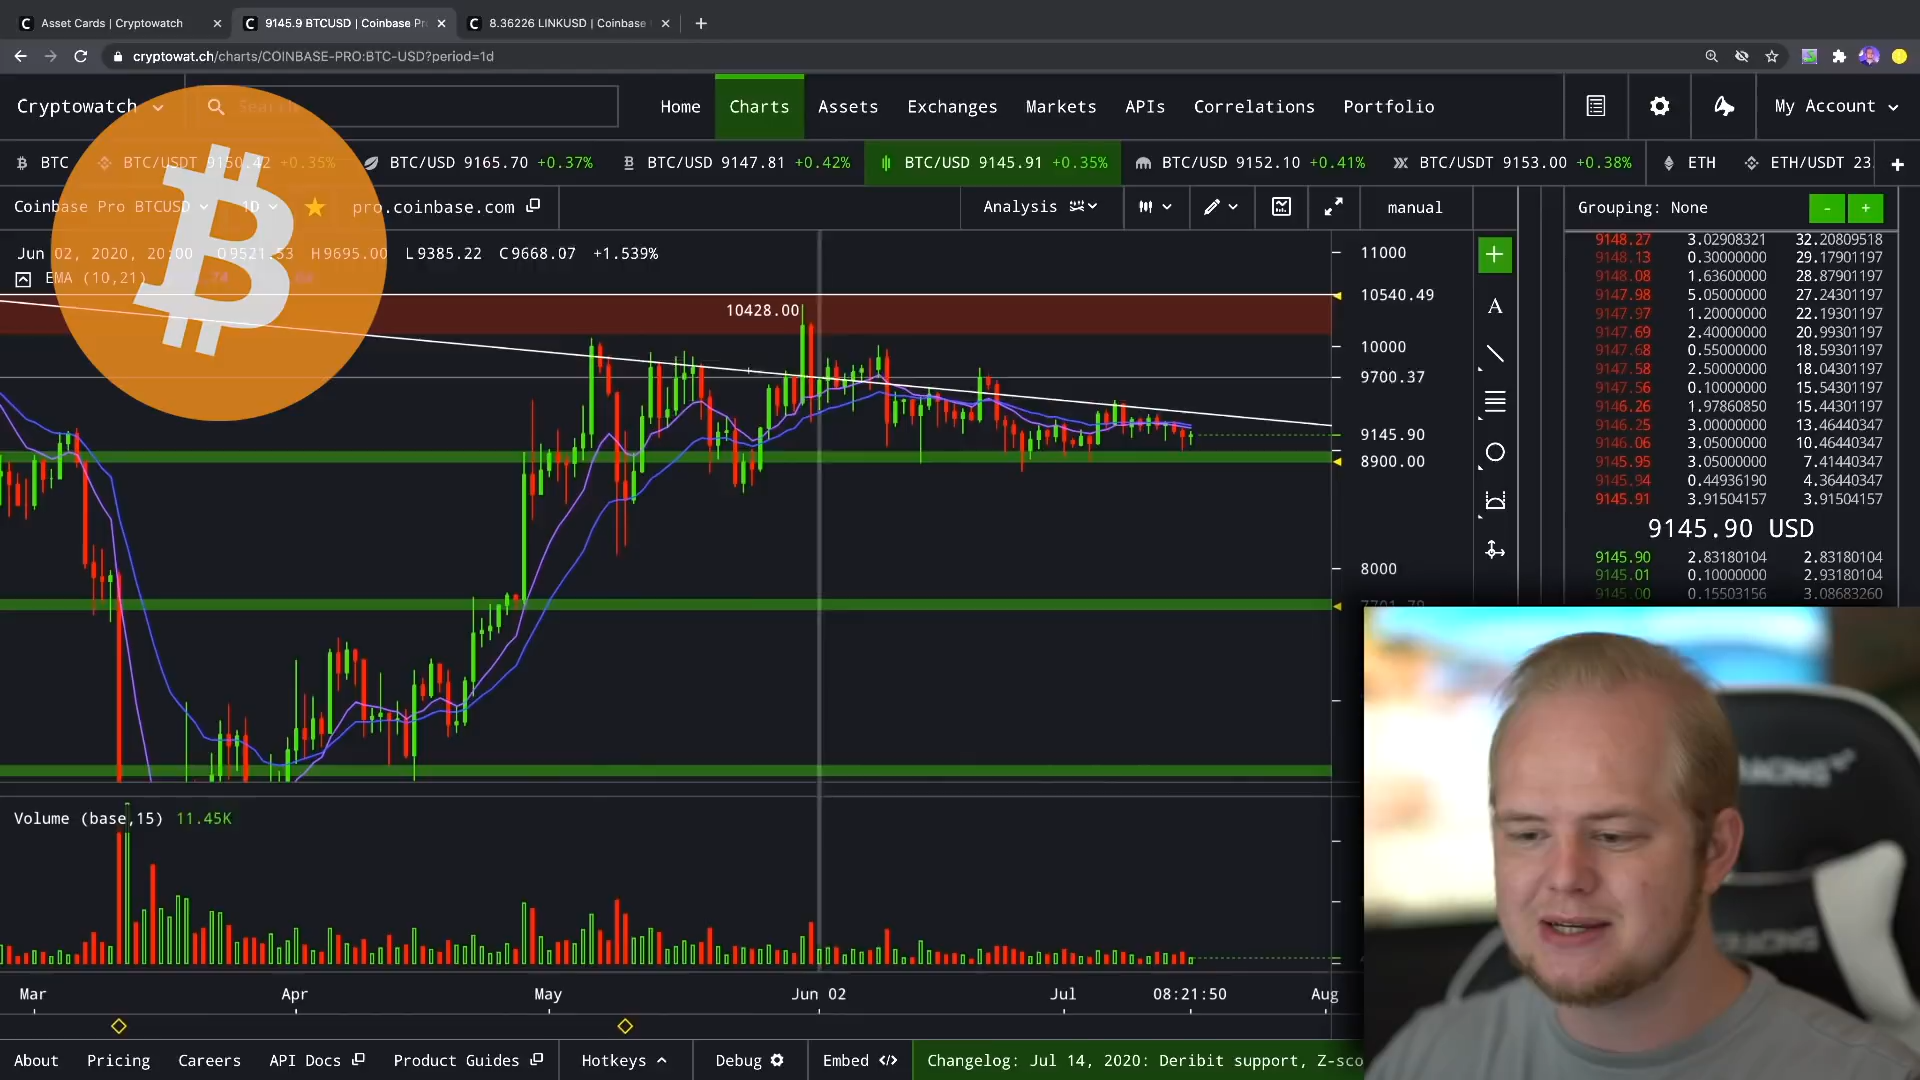 Asset Cards | Cryptowatch
9145.9 BTCUSD | Coinbase Pr
8.36226 LINKUSD | Coinbase
cryptowat.ch/charts/COINBASE-PRO:BTC-USD?period=1d
Cryptowatch
Search
Home Charts Assets Exchanges Markets APIs Correlations Portfolio
My Account
BTC BTC/USDT 9150.42 +0.35% BTC/USD 9165.70 +0.37% BTC/USD 9147.81 +0.42% BTC/USD 9145.91 +0.35% BTC/USD 9152.10 +0.41% BTC/USDT 9153.00 +0.38% ETH ETH/USDT 23
Coinbase Pro BTCUSD 1D pro.coinbase.com Analysis manual Grouping: None - +
Jun 02, 2020, 20:00 O9521.53 H9695.00 L9385.22 C9668.07 +1.539%
EMA (10,21)
10428.00
11000
10540.49
10000
9700.37
9145.90
8900.00
8000
A
9148.27 3.02908321 32.20809518
9148.13 0.30000000 29.17901197
9148.08 1.63600000 28.87901197
9147.98 5.05000000 27.24301197
9147.97 1.20000000 22.19301197
9147.69 2.40000000 20.99301197
9147.68 0.55000000 18.59301197
9147.58 2.50000000 18.04301197
9147.56 0.10000000 15.54301197
9146.26 1.97860850 15.44301197
9146.25 3.00000000 13.46440347
9146.06 3.05000000 10.46440347
9145.95 3.05000000 7.41440347
9145.94 0.44936190 4.36440347
9145.91 3.91504157 3.91504157
9145.90 USD
9145.90 2.83180104 2.83180104
9145.01 0.10000000 2.93180104
9145.00 0.15503156 3.08683260
Volume (base,15) 11.45K
Mar Apr May Jun 02 Jul 08:21:50 Aug
About Pricing Careers API Docs Product Guides Hotkeys Debug Embed Changelog: Jul 14, 2020: Deribit support, Z-sco